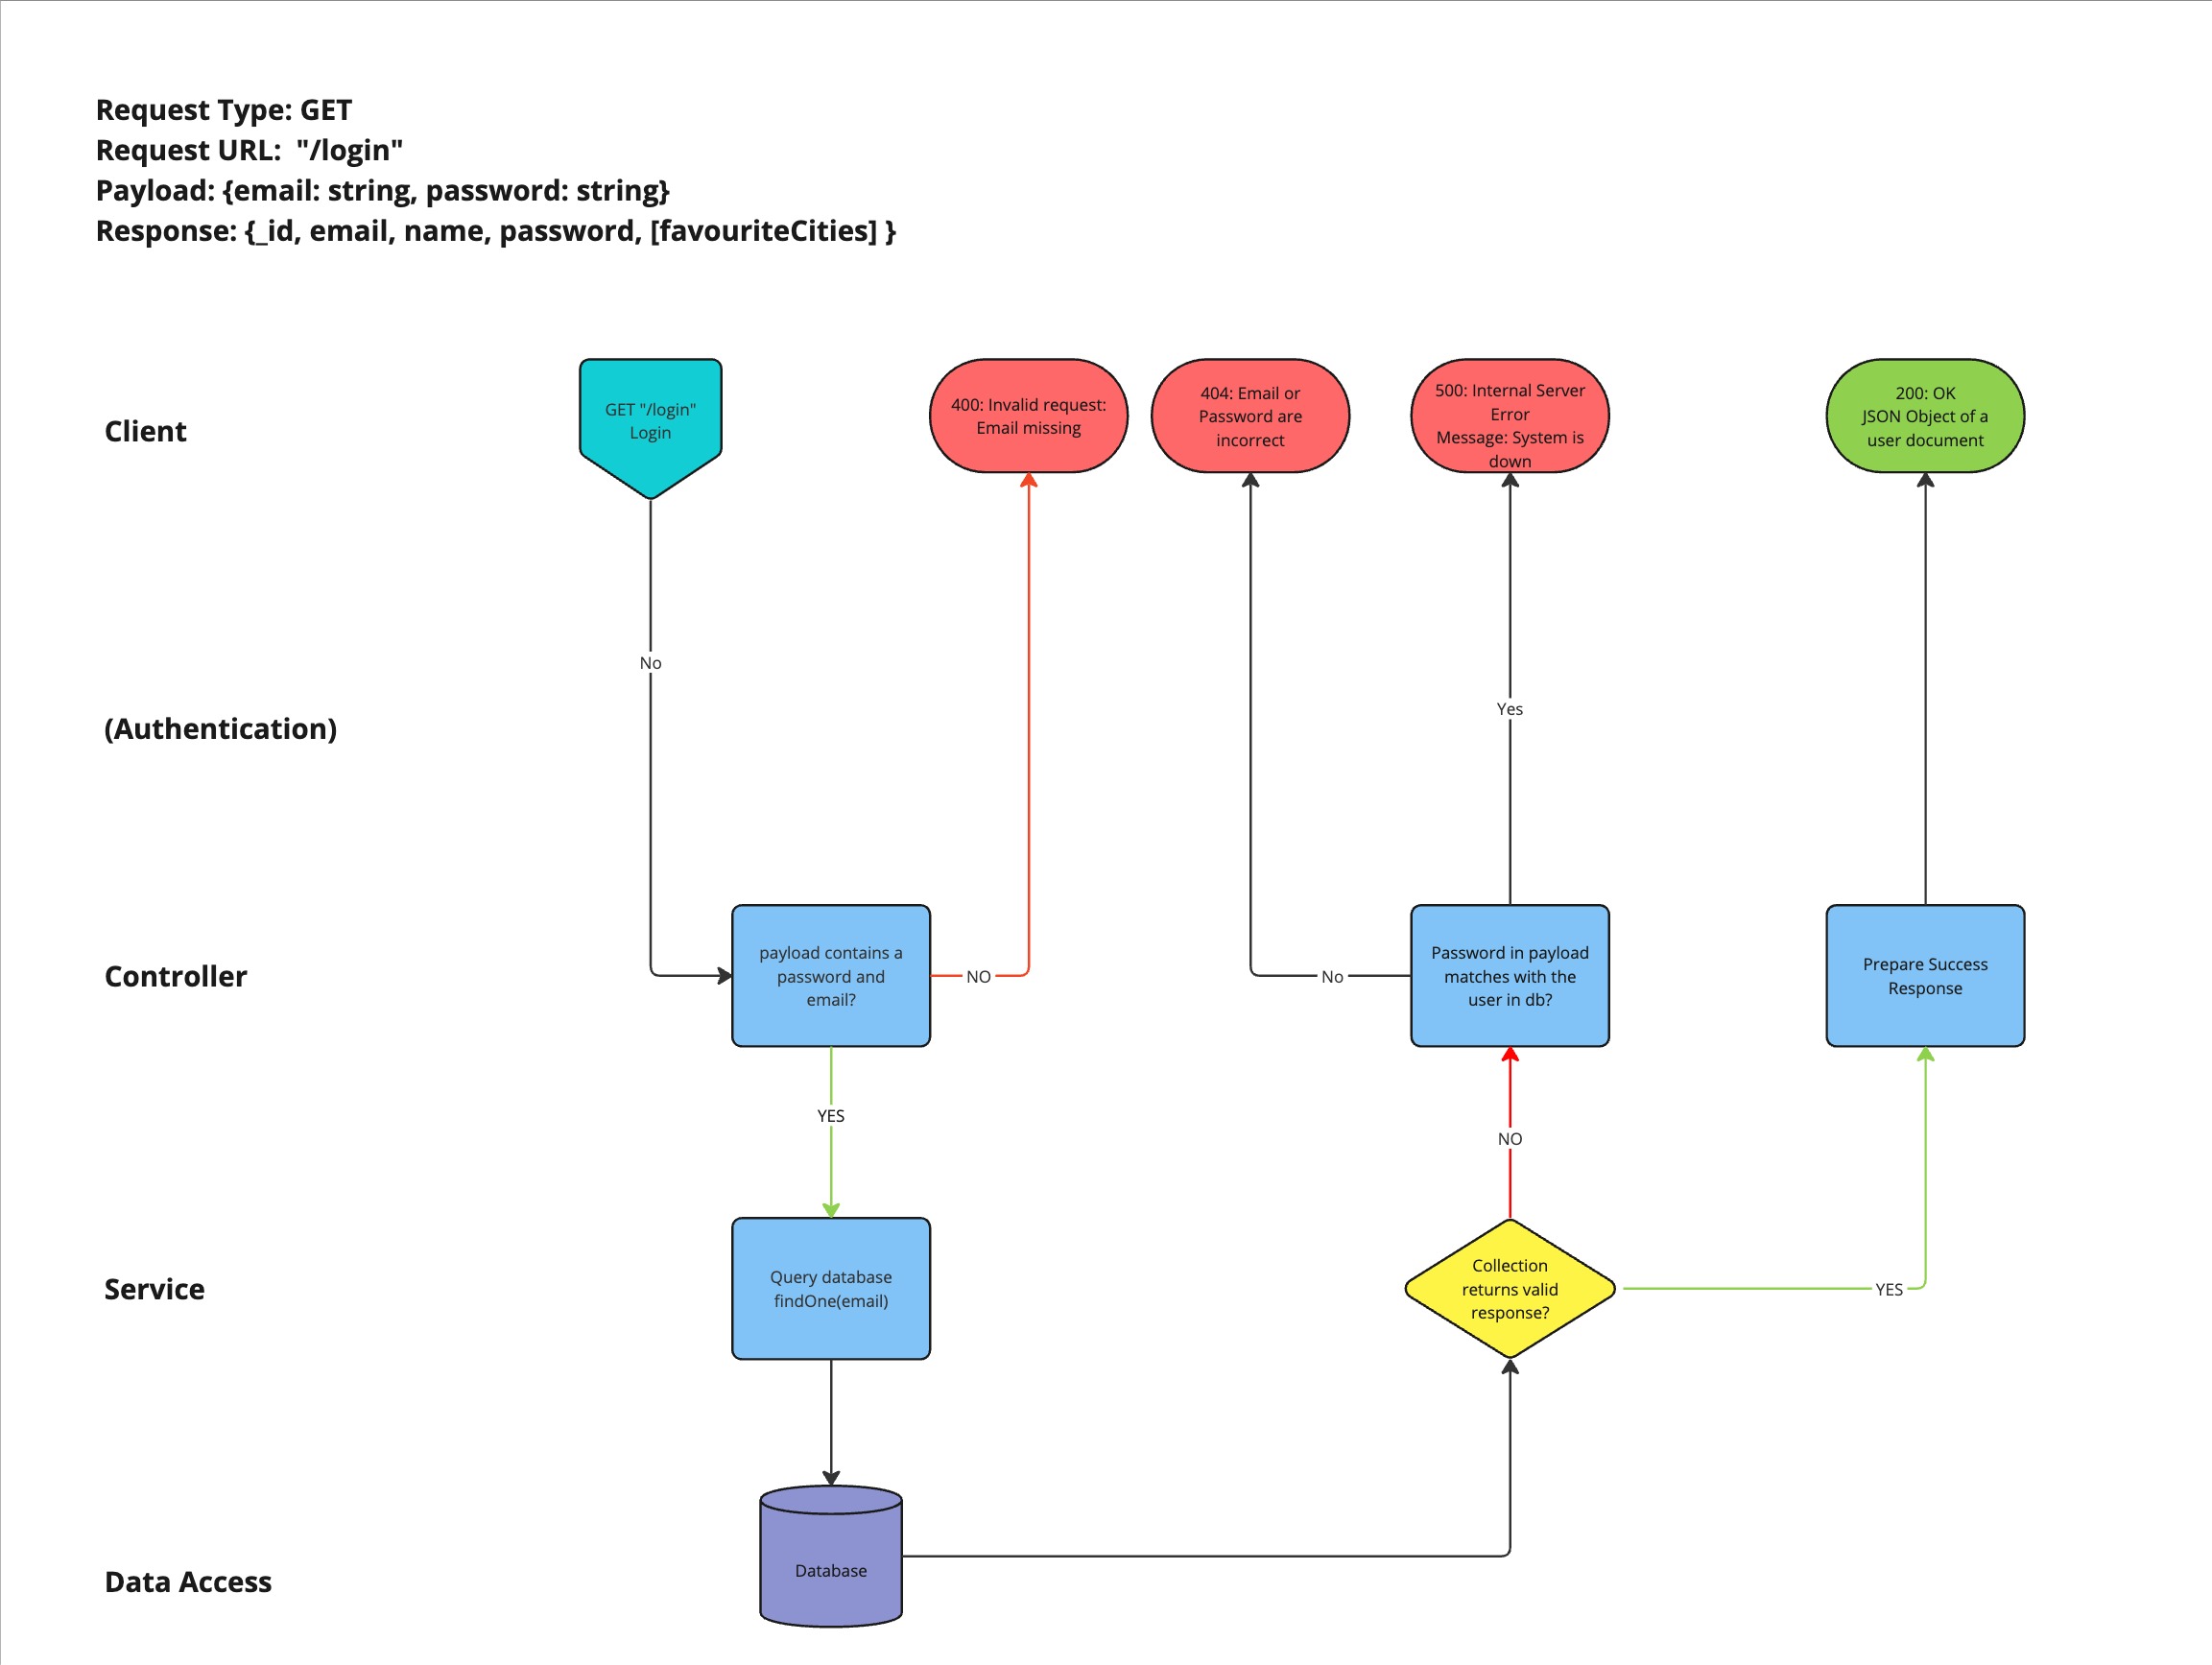 Request Type: GET
Request URL:  "/login"
Payload: {email: string, password: string}
Response: {_id, email, name, password, [favouriteCities] }
Client
GET "/login"
Login
400: Invalid request:
Email missing
404: Email or
Password are
incorrect
500: Internal Server
Error
Message: System is
down
200: OK
JSON Object of a
user document
No
Yes
(Authentication)
Controller
payload contains a
password and
email?
NO
No
Password in payload
matches with the
user in db?
Prepare Success
Response
YES
NO
Service
Query database
findOne(email)
Collection
returns valid
response?
YES
Data Access
Database